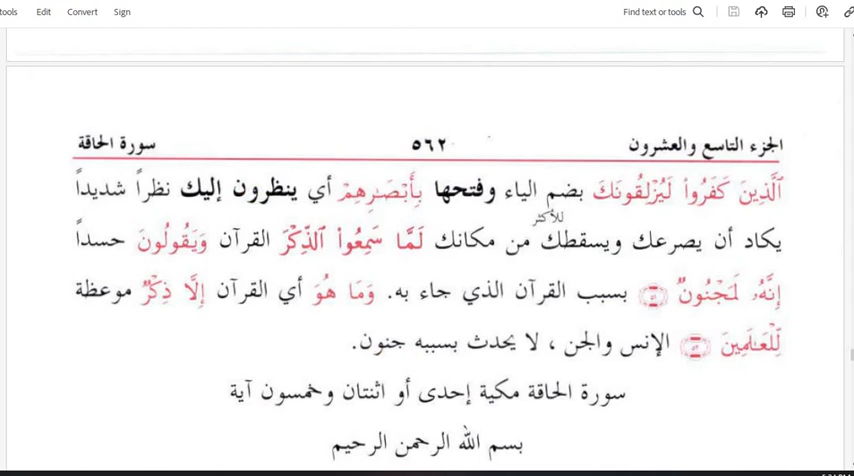 tools Edit Convert Sign Find text or tools
الجزء التاسع والعشرون ٥٦٢ سورة الحاقة
ٱلَّذِينَ كَفَرُوا۟ لَيُزْلِقُونَكَ بضم الياء وفتحها بِأَبْصَـٰرِهِمْ أي ينظرون إليك نظراً شديداً
للأكثر
يكاد أن يصرعك ويسقطك من مكانك لَمَّا سَمِعُوا۟ ٱلذِّكْرَ القرآن وَيَقُولُونَ حسداً
إِنَّهُۥ لَمَجْنُونٌ ٥١ بسبب القرآن الذي جاء به. وَمَا هُوَ أي القرآن إِلَّا ذِكْرٌ موعظة
لِّلْعَـٰلَمِينَ ٥٢ الإنس والجن ، لا يحدث بسببه جنون.
سورة الحاقة مكية إحدى أو اثنتان وخمسون آية
بسم الله الرحمن الرحيم